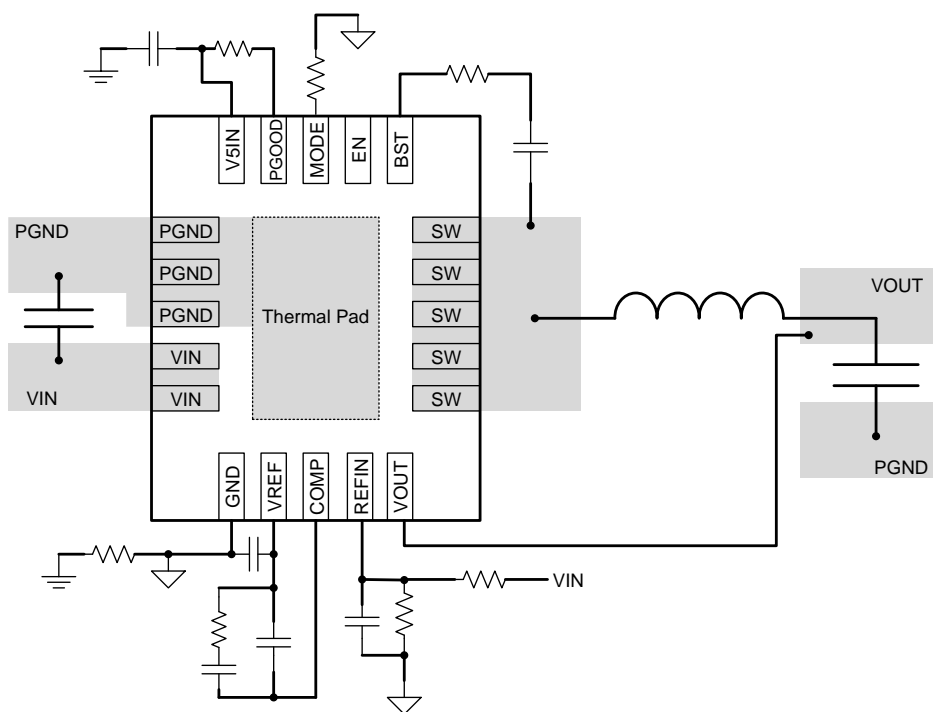 V5IN
PGOOD
MODE
EN
BST
PGND
PGND
SW
PGND
SW
VOUT
PGND
Thermal Pad
SW
VIN
SW
VIN
VIN
SW
PGND
GND
VREF
COMP
REFIN
VOUT
VIN